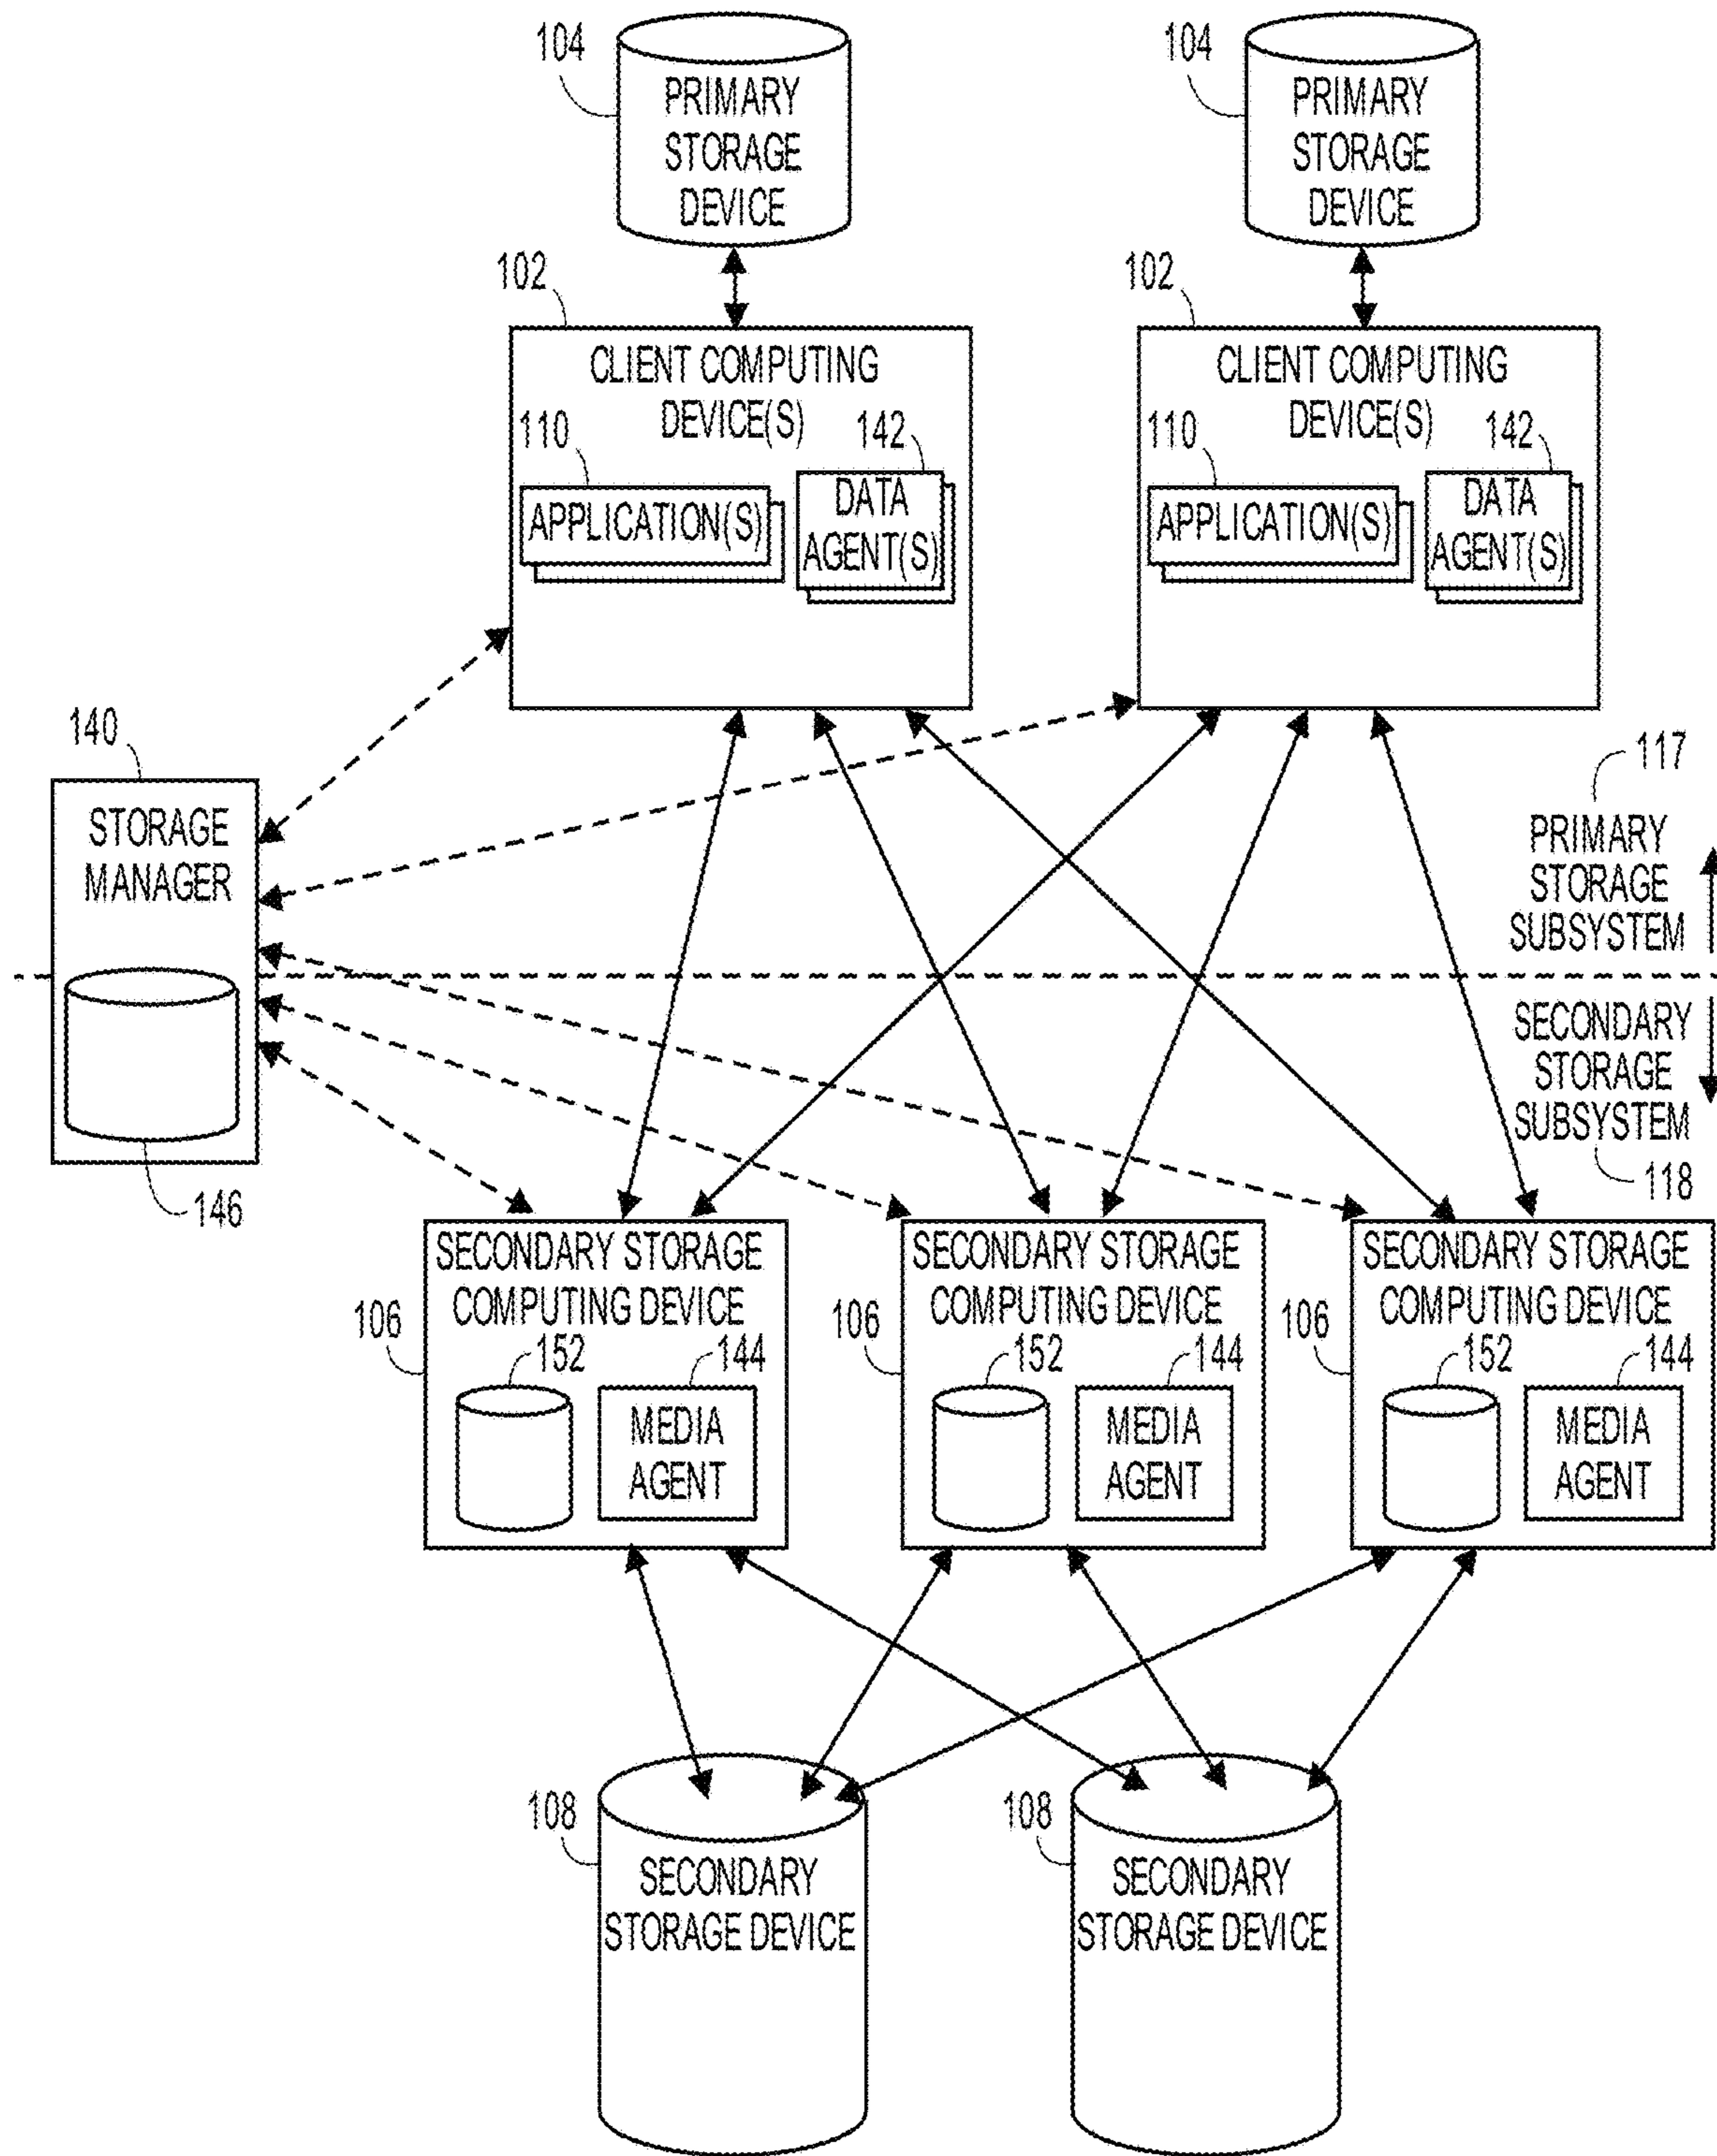 104
PRIMARY
STORAGE
DEVICE
104
PRIMARY
STORAGE
DEVICE
102
CLIENT COMPUTING
DEVICE(S)
110
142
APPLICATION(S)
DATA
AGENT(S)
102
CLIENT COMPUTING
DEVICE(S)
110
142
APPLICATION(S)
DATA
AGENT(S)
140
STORAGE
MANAGER
146
117
PRIMARY
STORAGE
SUBSYSTEM
SECONDARY
STORAGE
SUBSYSTEM
118
SECONDARY STORAGE
COMPUTING DEVICE
106
152
144
MEDIA
AGENT
SECONDARY STORAGE
COMPUTING DEVICE
106
152
144
MEDIA
AGENT
SECONDARY STORAGE
COMPUTING DEVICE
106
152
144
MEDIA
AGENT
108
SECONDARY
STORAGE DEVICE
108
SECONDARY
STORAGE DEVICE